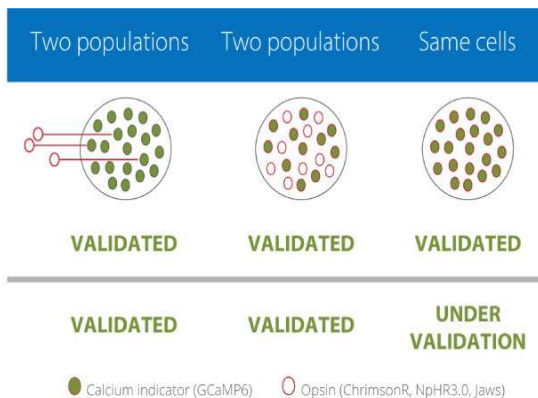 Two populations Two populations Same cells
VALIDATED VALIDATED VALIDATED
VALIDATED VALIDATED UNDER VALIDATION
Calcium indicator (GCaMP6) Opsin (ChrimsonR, NpHR3.0, Jaws)